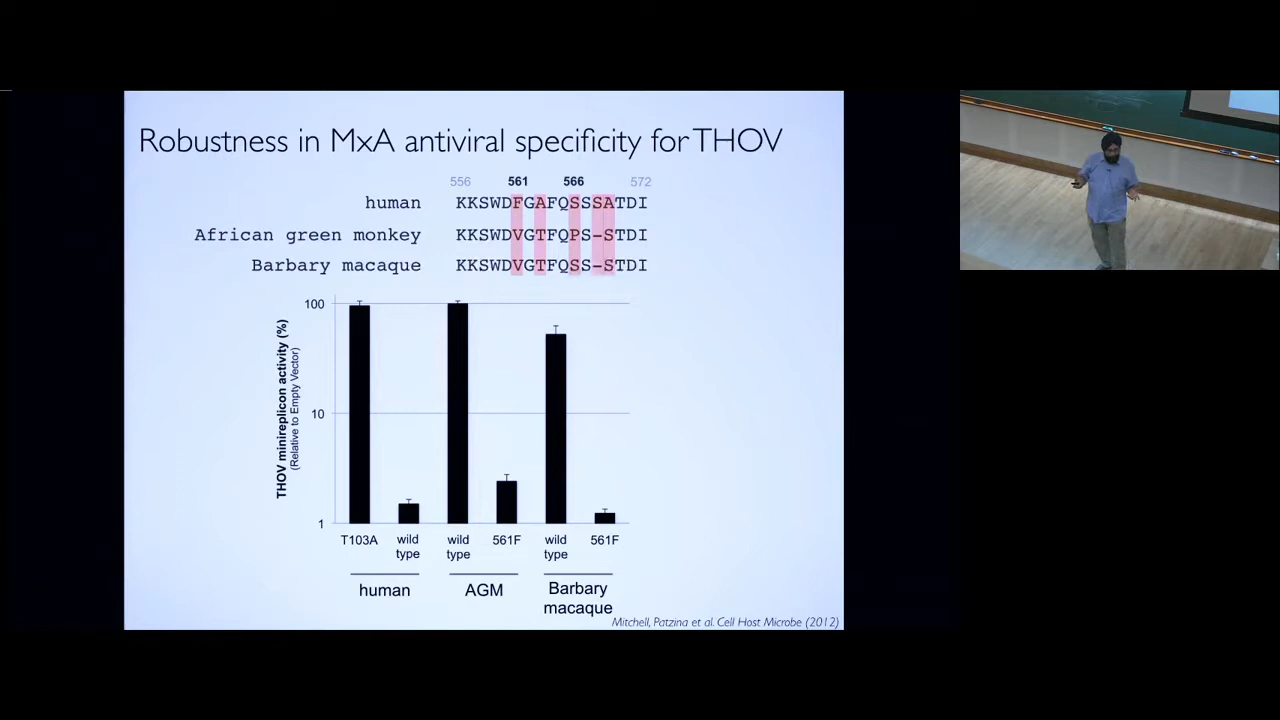 Robustness in MxA antiviral specificity for THOV
556 561 566 572
human KKSWDFGAFQSSSATDI
African green monkey KKSWDVGTFQPS-STDI
Barbary macaque KKSWDVGTFQSS-STDI
THOV minireplicon activity (%)
(Relative to Empty Vector)
100
10
1
T103A wild type wild type 561F wild type 561F
human AGM Barbary macaque
Mitchell, Patzina et al. Cell Host Microbe (2012)